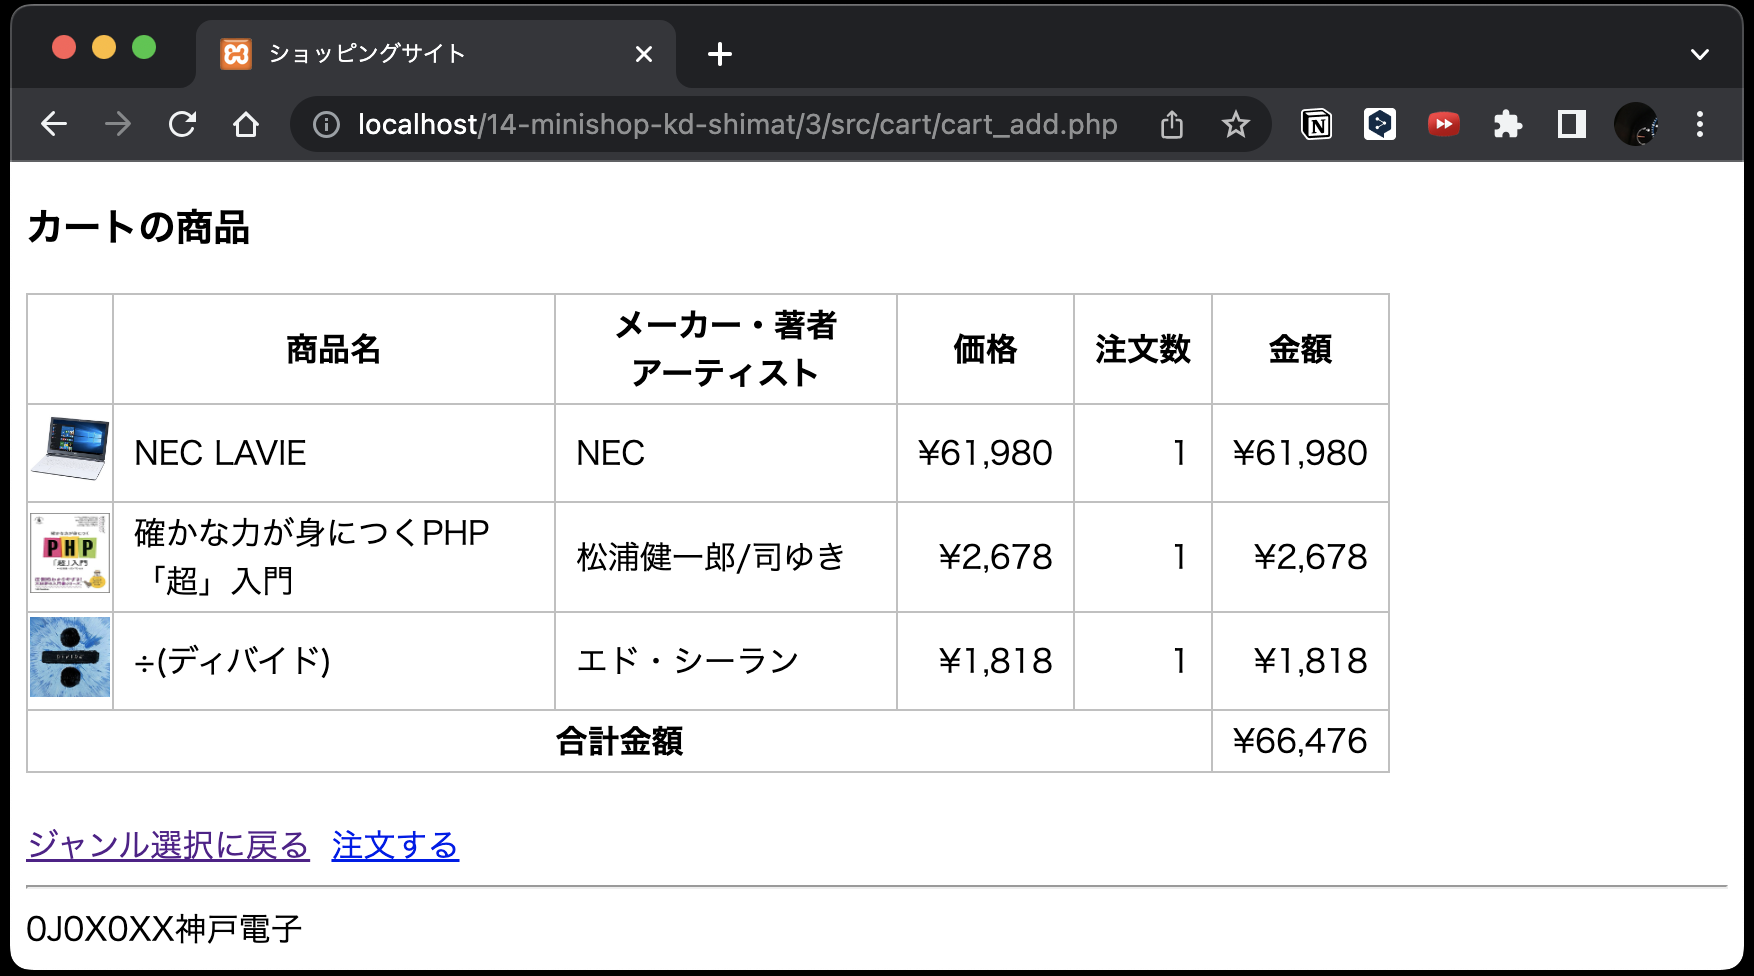 ショッピングサイト
localhost/14-minishop-kd-shimat/3/src/cart/cart_add.php
カートの商品
商品名 メーカー・著者 アーティスト 価格 注文数 金額
NEC LAVIE NEC ¥61,980 1 ¥61,980
確かな力が身につくPHP「超」入門 松浦健一郎/司ゆき ¥2,678 1 ¥2,678
PHP
「超」入門
÷(ディバイド) エド・シーラン ¥1,818 1 ¥1,818
合計金額 ¥66,476
ジャンル選択に戻る 注文する
0J0X0XX神戸電子